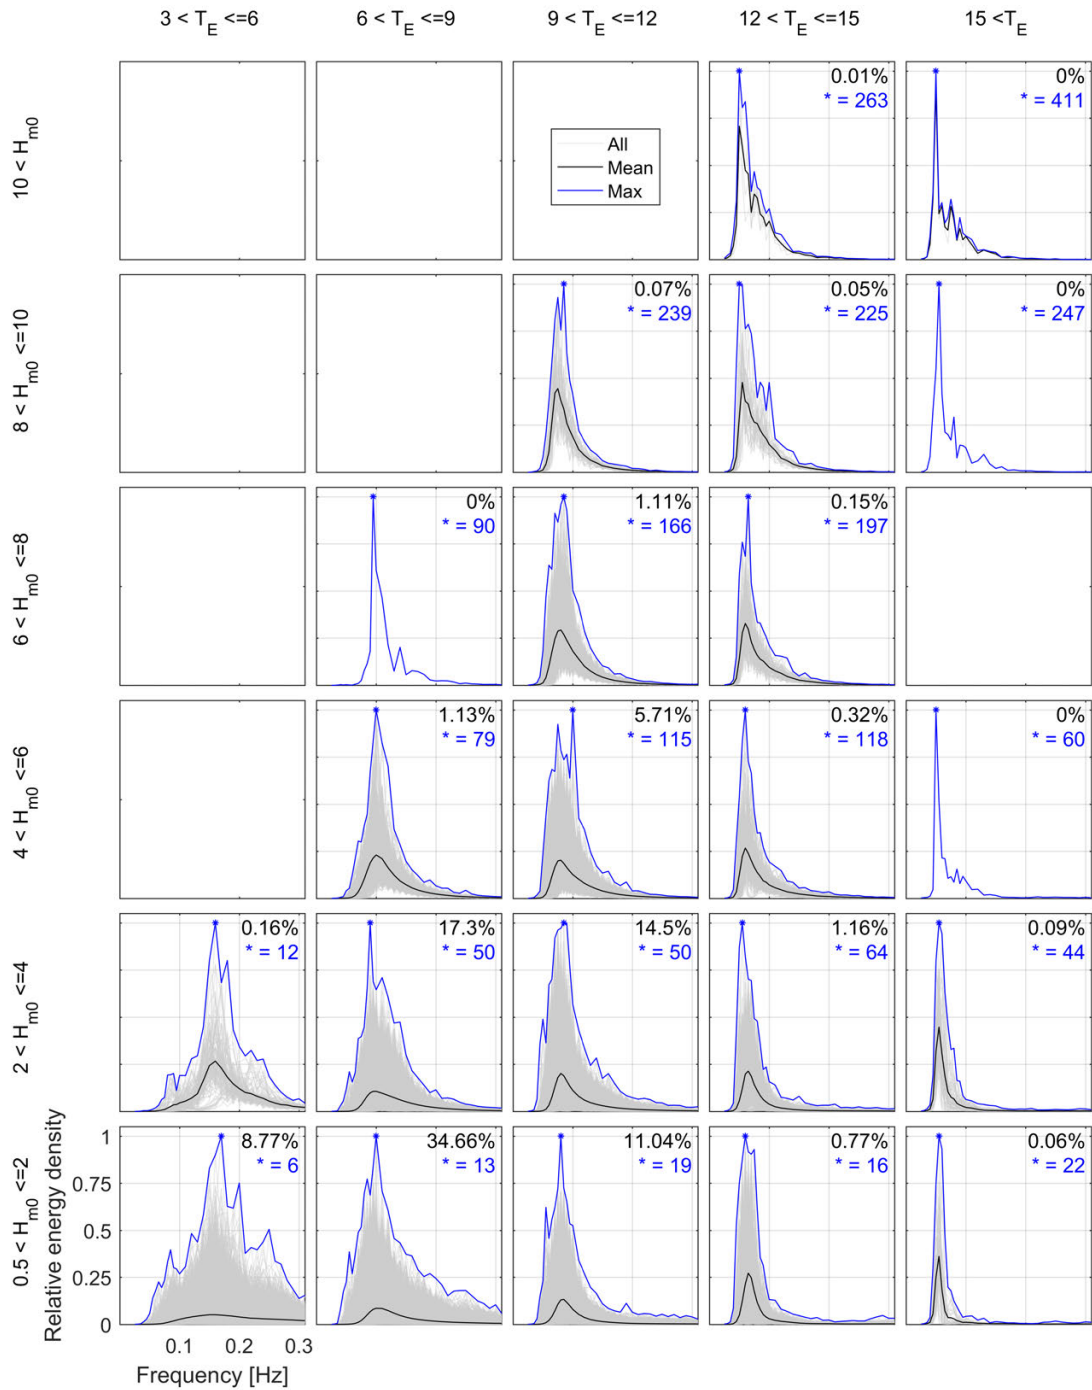 3 < T_E <=6 6 < T_E <=9 9 < T_E <=12 12 < T_E <=15 15 <T_E
10 < H_m0
All
Mean
Max
0.01%
* = 263
0%
* = 411
8 < H_m0 <=10
0.07%
* = 239
0.05%
* = 225
0%
* = 247
6 < H_m0 <=8
0%
* = 90
1.11%
* = 166
0.15%
* = 197
4 < H_m0 <=6
1.13%
* = 79
5.71%
* = 115
0.32%
* = 118
0%
* = 60
2 < H_m0 <=4
0.16%
* = 12
17.3%
* = 50
14.5%
* = 50
1.16%
* = 64
0.09%
* = 44
0.1 0.2 0.3
0.5 < H_m0 <=2
Relative energy density
1
0.75
0.5
0.25
0
8.77%
* = 6
34.66%
* = 13
11.04%
* = 19
0.77%
* = 16
0.06%
* = 22
0.1 0.2 0.3
Frequency [Hz]